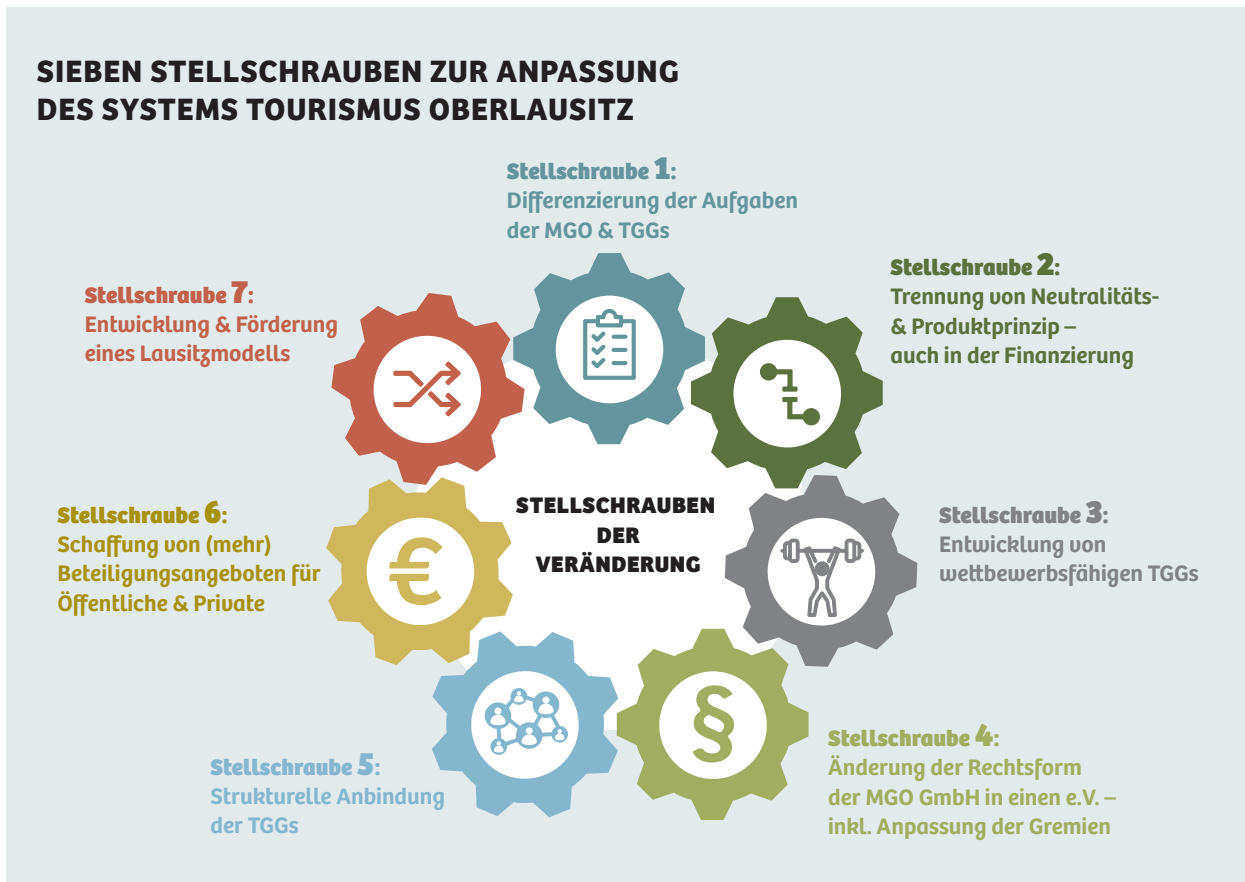 SIEBEN STELLSCHRAUBEN ZUR ANPASSUNG
DES SYSTEMS TOURISMUS OBERLAUSITZ
Stellschraube 1:
Differenzierung der Aufgaben
der MGO & TGGs
Stellschraube 2:
Trennung von Neutralitäts-
& Produktprinzip –
auch in der Finanzierung
Stellschraube 3:
Entwicklung von
wettbewerbsfähigen TGGs
Stellschraube 4:
Änderung der Rechtsform
der MGO GmbH in einen e.V. –
inkl. Anpassung der Gremien
Stellschraube 5:
Strukturelle Anbindung
der TGGs
Stellschraube 6:
Schaffung von (mehr)
Beteiligungsangeboten für
Öffentliche & Private
Stellschraube 7:
Entwicklung & Förderung
eines Lausitzmodells
STELLSCHRAUBEN
DER
VERÄNDERUNG
€
§